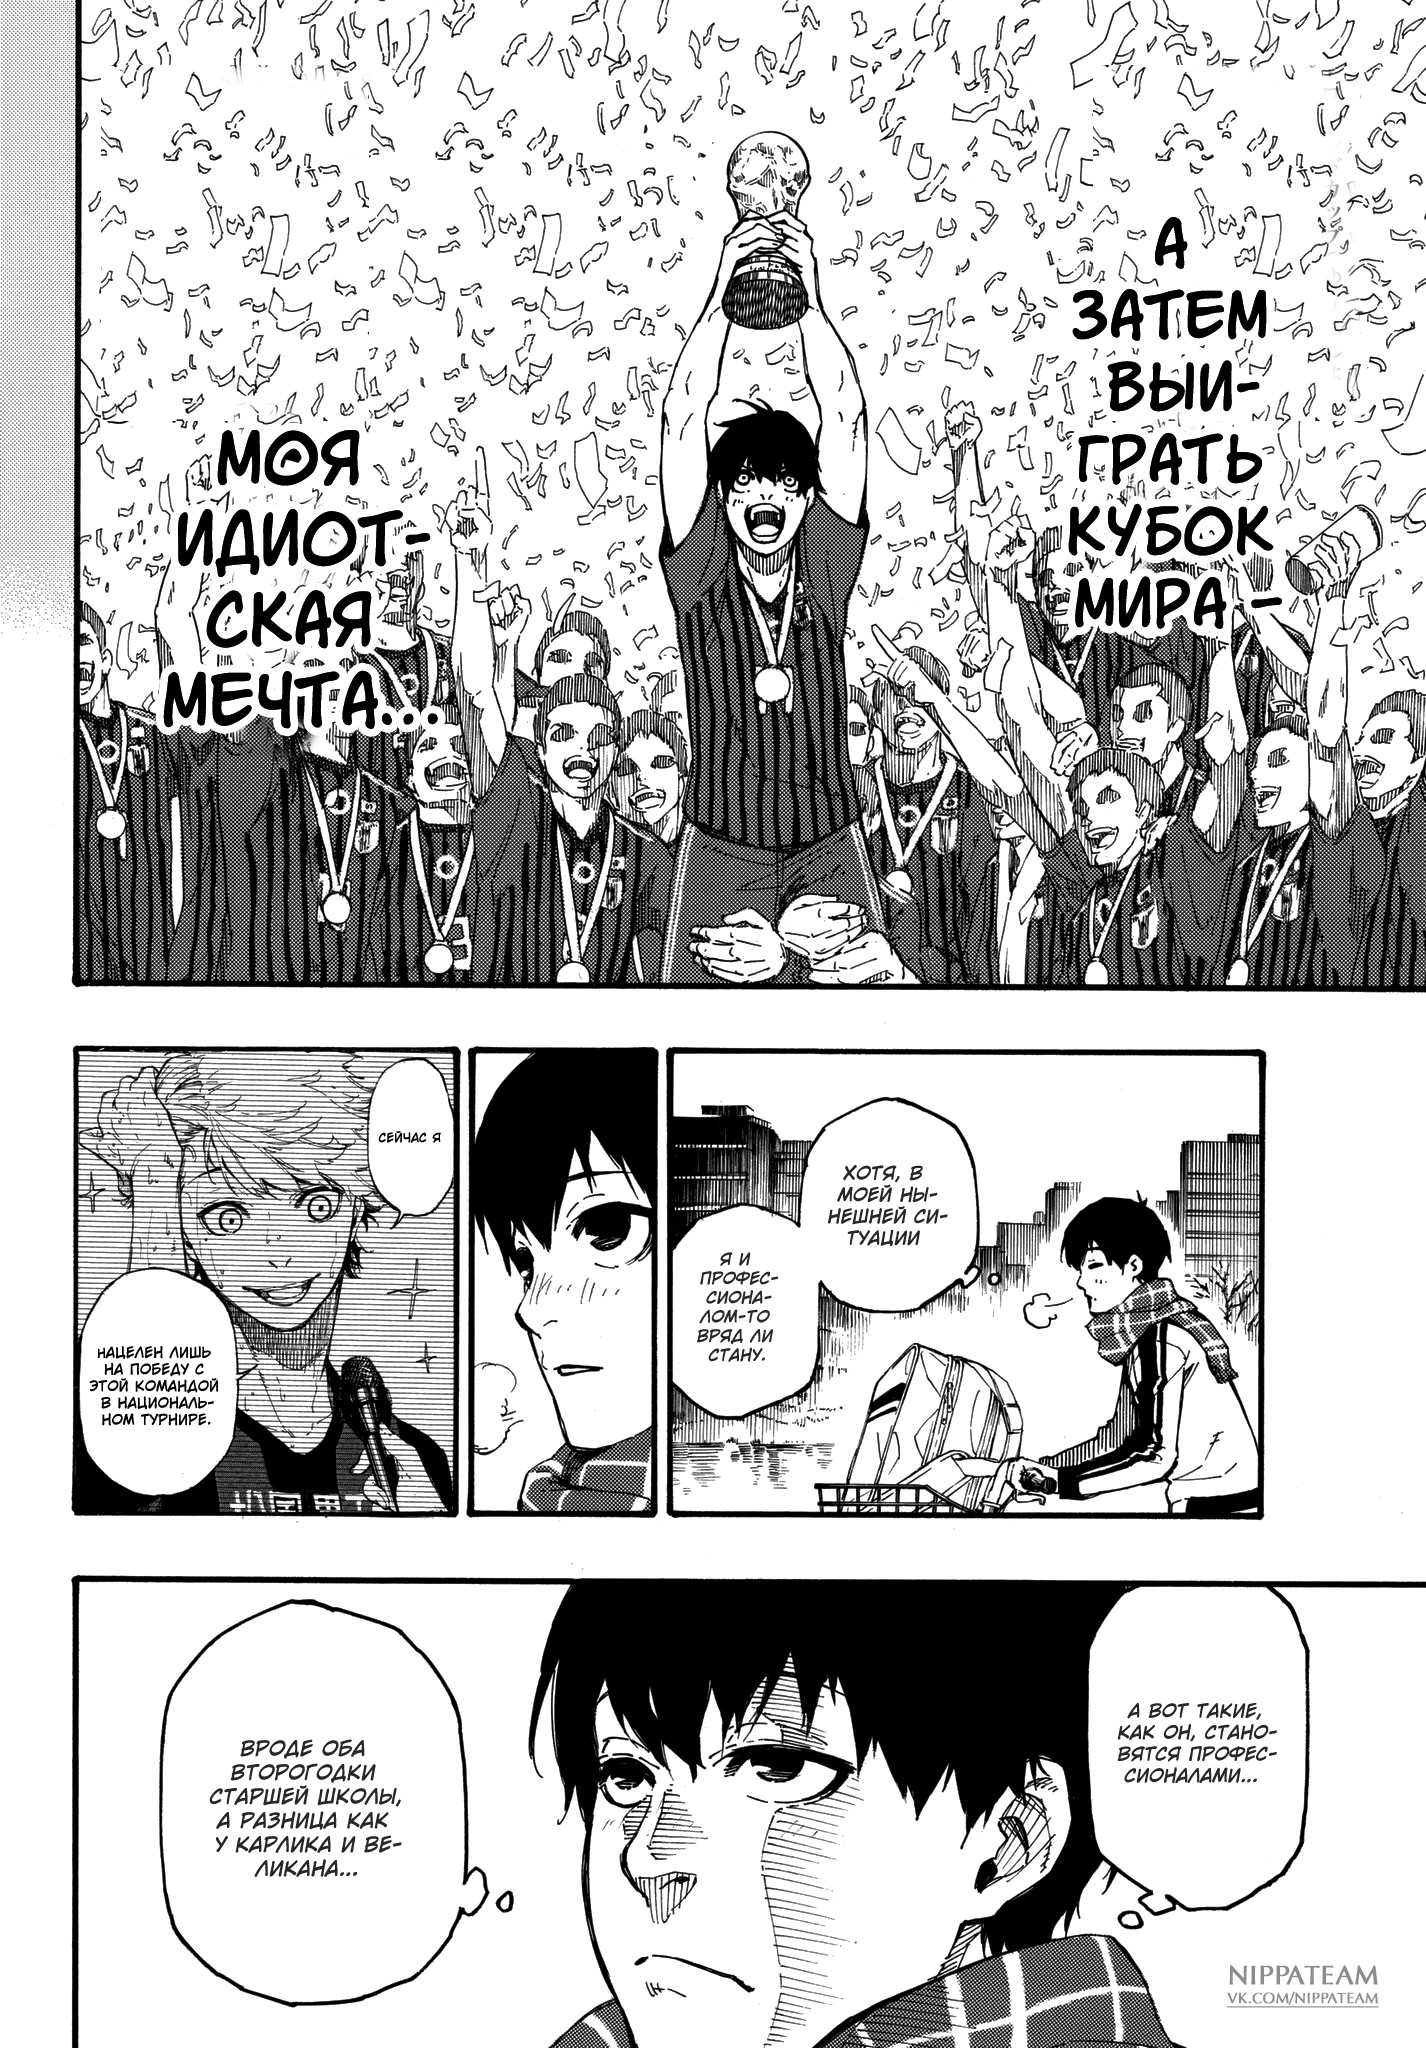 А
ЗАТЕМ
ВЫИ-
ГРАТЬ
КУБОК
МИРА -
МОЯ
ИДИОТ-
СКАЯ
МЕЧТА...
ХОТЯ, В
МОЕЙ НЫ-
НЕШНЕЙ СИ-
ТУАЦИИ
Я И
ПРОФЕС-
СИОНА-
ЛОМ-ТО
ВРЯД ЛИ
СТАНУ.
СЕЙЧАС Я
НАЦЕЛЕН ЛИШЬ
НА ПОБЕДУ С
ЭТОЙ КОМАНДОЙ
В НАЦИОНАЛЬ-
НОМ ТУРНИРЕ.
А ВОТ ТАКИЕ,
КАК ОН, СТАНО-
ВЯТСЯ ПРОФЕС-
СИОНАЛАМИ...
ВРОДЕ ОБА
ВТОРОГОДКИ
СТАРШЕЙ ШКОЛЫ,
А РАЗНИЦА КАК
У КАРЛИКА И ВЕ-
ЛИКАНА...
NIPPATEAM
VK.COM/NIPPATEAM